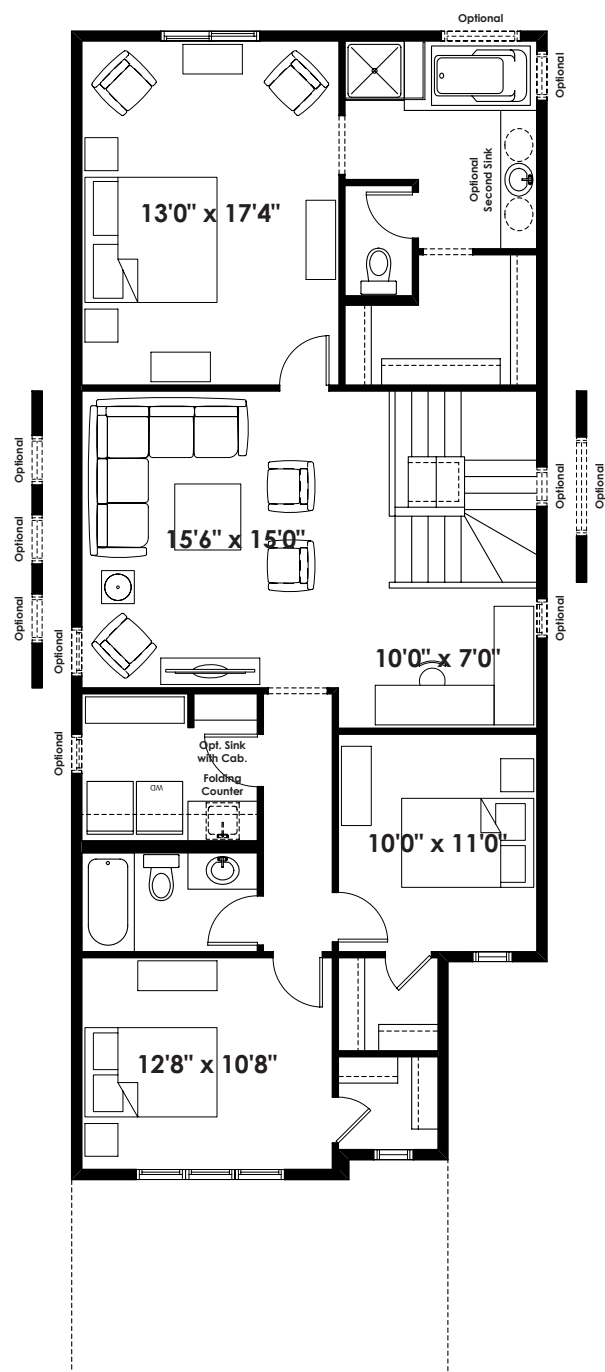 Optional
Optional
Optional
Second Sink
13'0" x 17'4"
Optional
Optional
Optional
Optional
Optional
15'6" x 15'0"
Optional
Optional
10'0" x 7'0"
Optional
Opt. Sink
with Cab.
Folding
Counter
WD
10'0" x 11'0"
12'8" x 10'8"